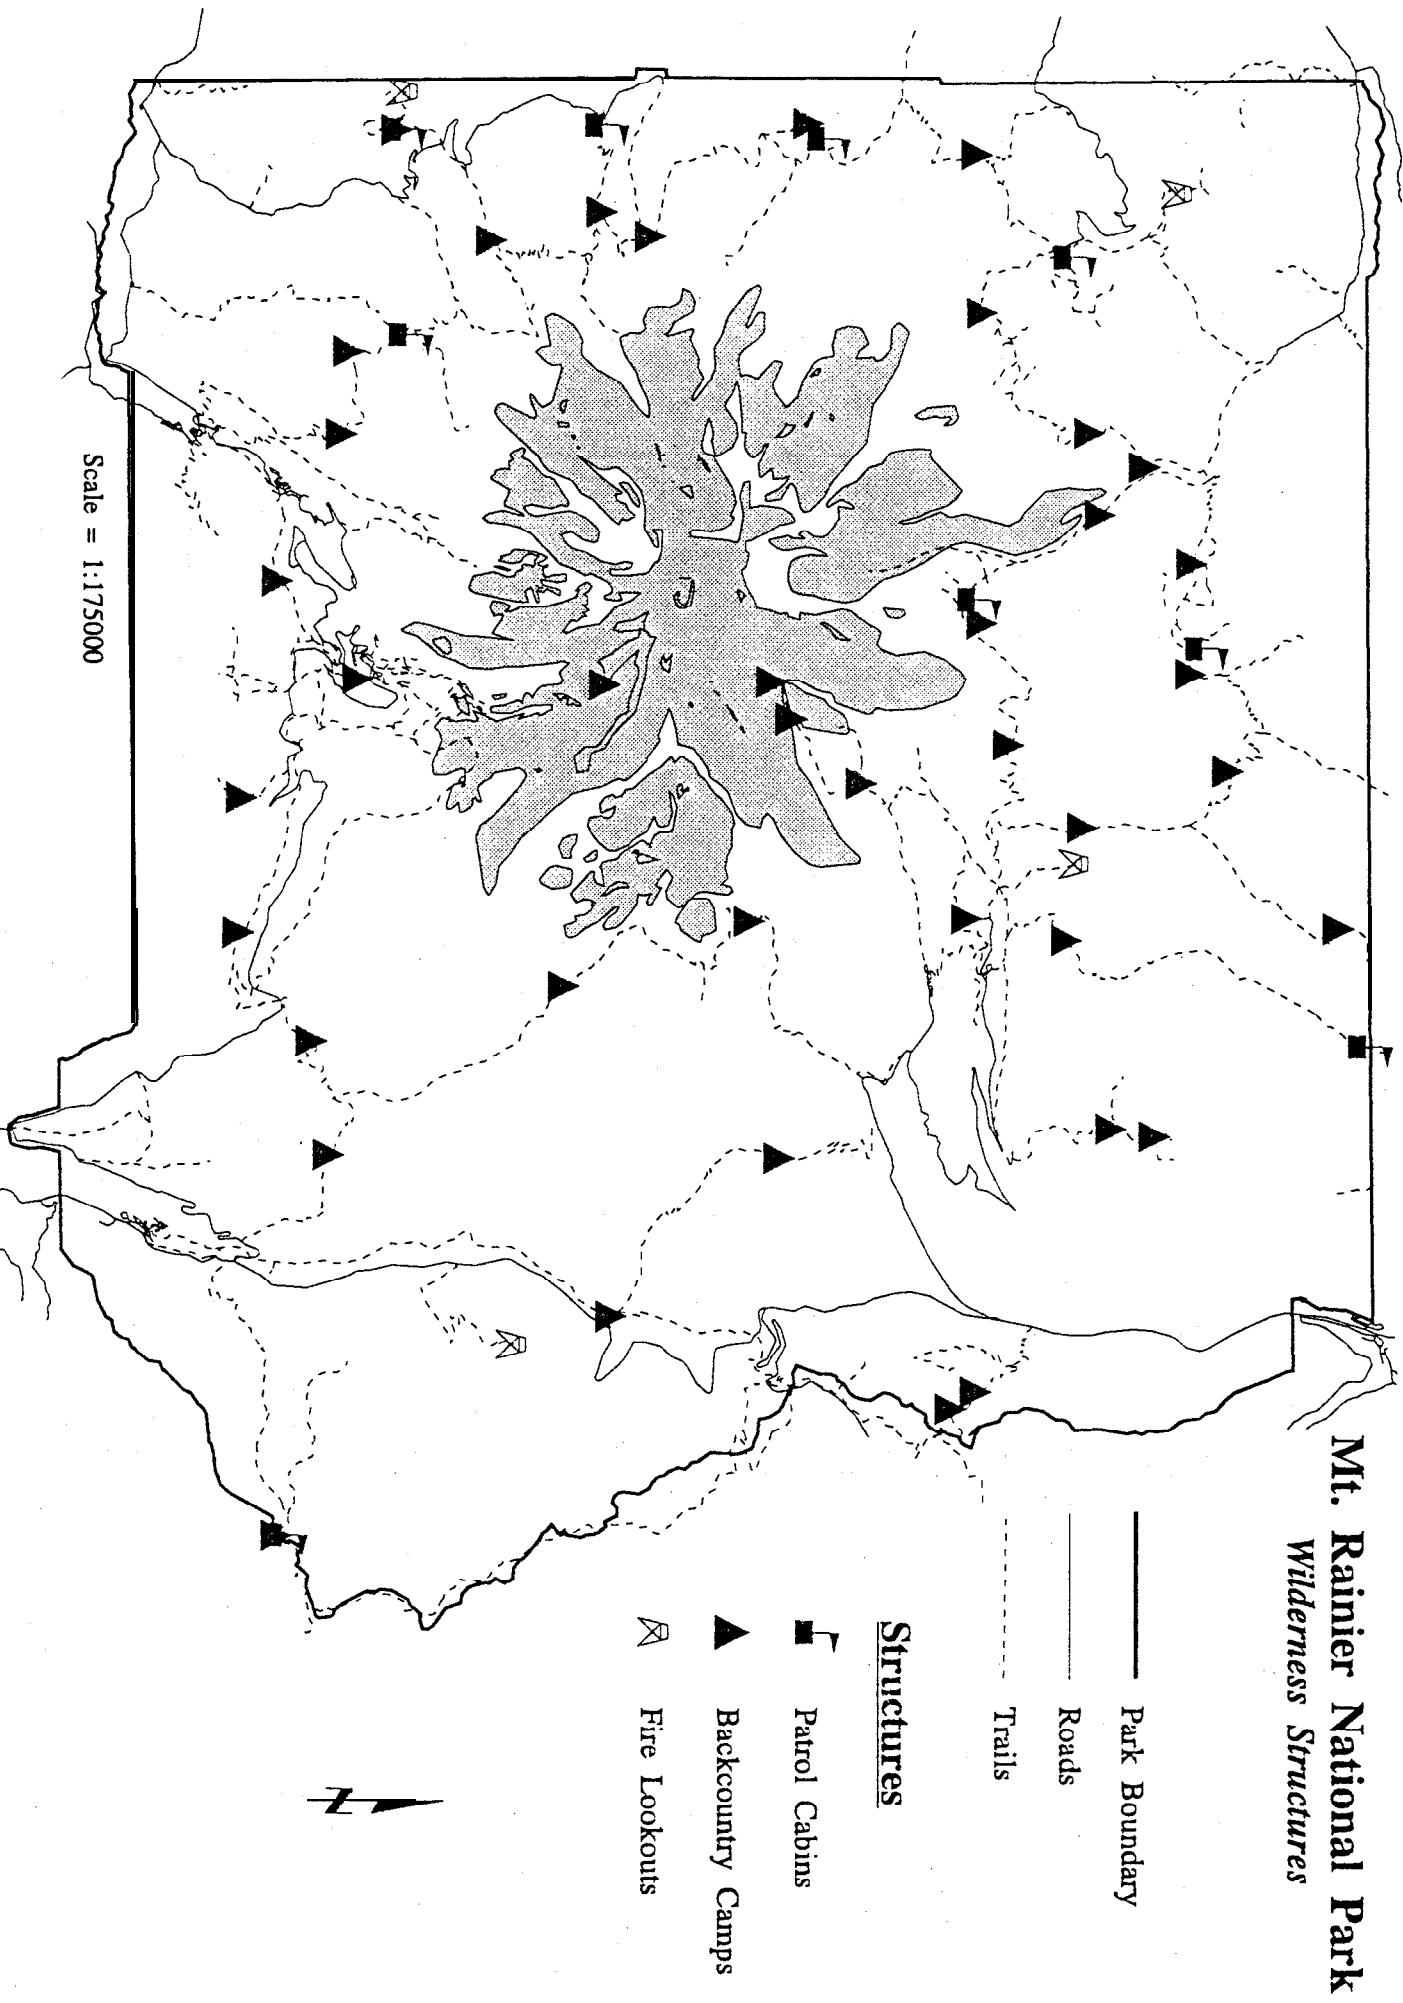 Mt. Rainier National Park
Wilderness Structures
Park Boundary
Roads
Trails
Structures
Patrol Cabins
Backcountry Camps
Fire Lookouts
N
Scale = 1:175000